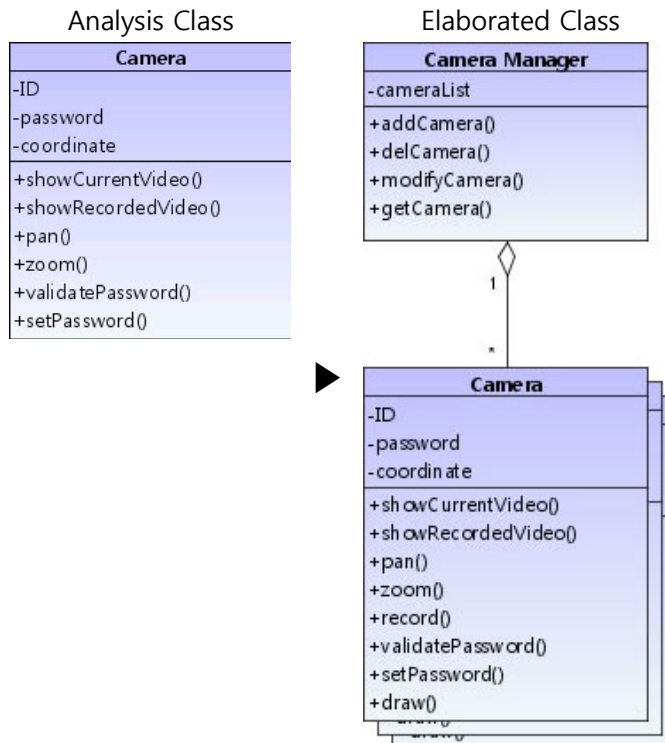 Analysis Class
Camera
-ID
-password
-coordinate
+showCurrentVideo()
+showRecordedVideo()
+pan()
+zoom()
+validatePassword()
+setPassword()
Elaborated Class
Camera Manager
-cameraList
+addCamera()
+delCamera()
+modifyCamera()
+getCamera()
1
*
Camera
-ID
-password
-coordinate
+showCurrentVideo()
+showRecordedVideo()
+pan()
+zoom()
+record()
+validatePassword()
+setPassword()
+draw()